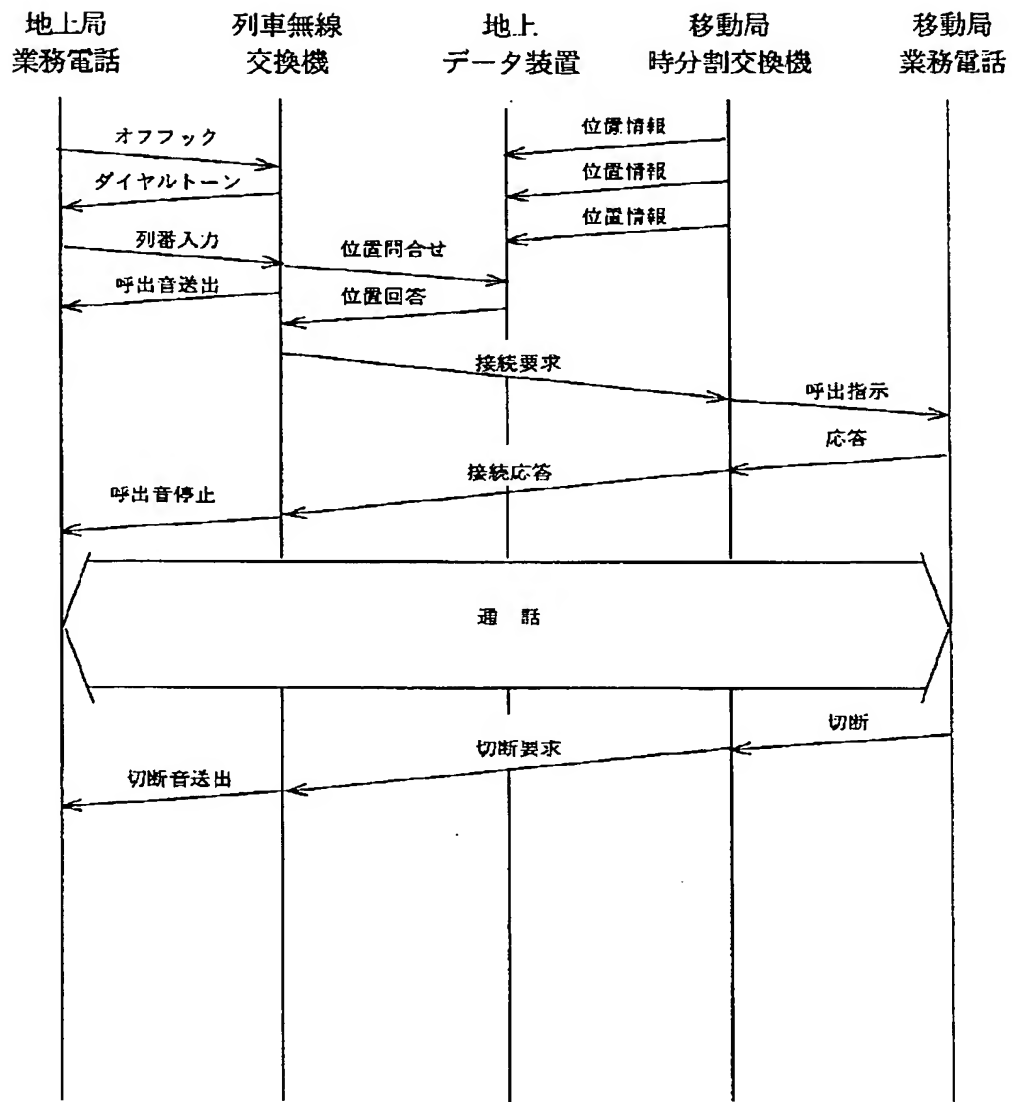 地上局
業務電話
列車無線
交換機
地上
データ装置
移動局
時分割交換機
移動局
業務電話
オフフック
位置情報
ダイヤルトーン
位置情報
位置情報
列番入力
位置問合せ
呼出音送出
位置回答
接続要求
呼出指示
応答
接続応答
呼出音停止
通 話
切断
切断要求
切断音送出